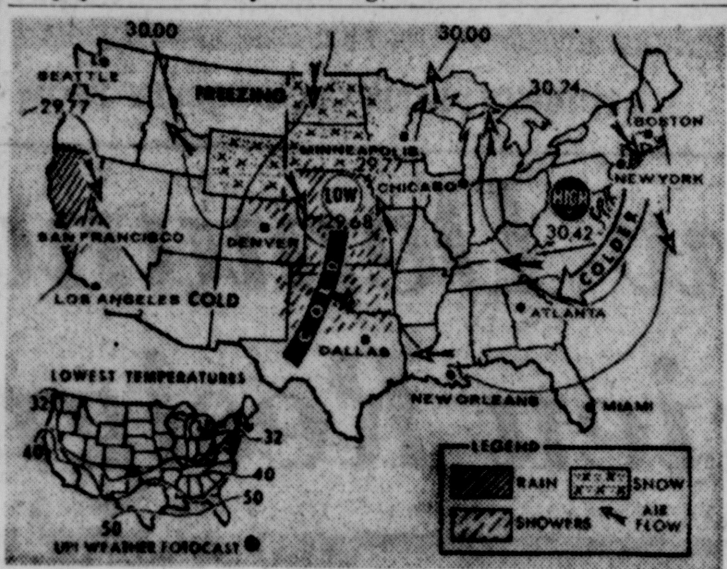 30.00
30.00
SEATTLE
FREEZING
30.24
29.77
BOSTON
MINNEAPOLIS
29.77
NEW YORK
CHICAGO
LOW
HIGH
29.68
30.42
COLDER
SAN FRANCISCO
DENVER
COLD
LOS ANGELES COLD
ATLANTA
DALLAS
LOWEST TEMPERATURES
NEW ORLEANS
MIAMI
32
32
40
40
50
50
LEGEND
RAIN
SNOW
SHOWERS
AIR
FLOW
UPI WEATHER FOTOCAST